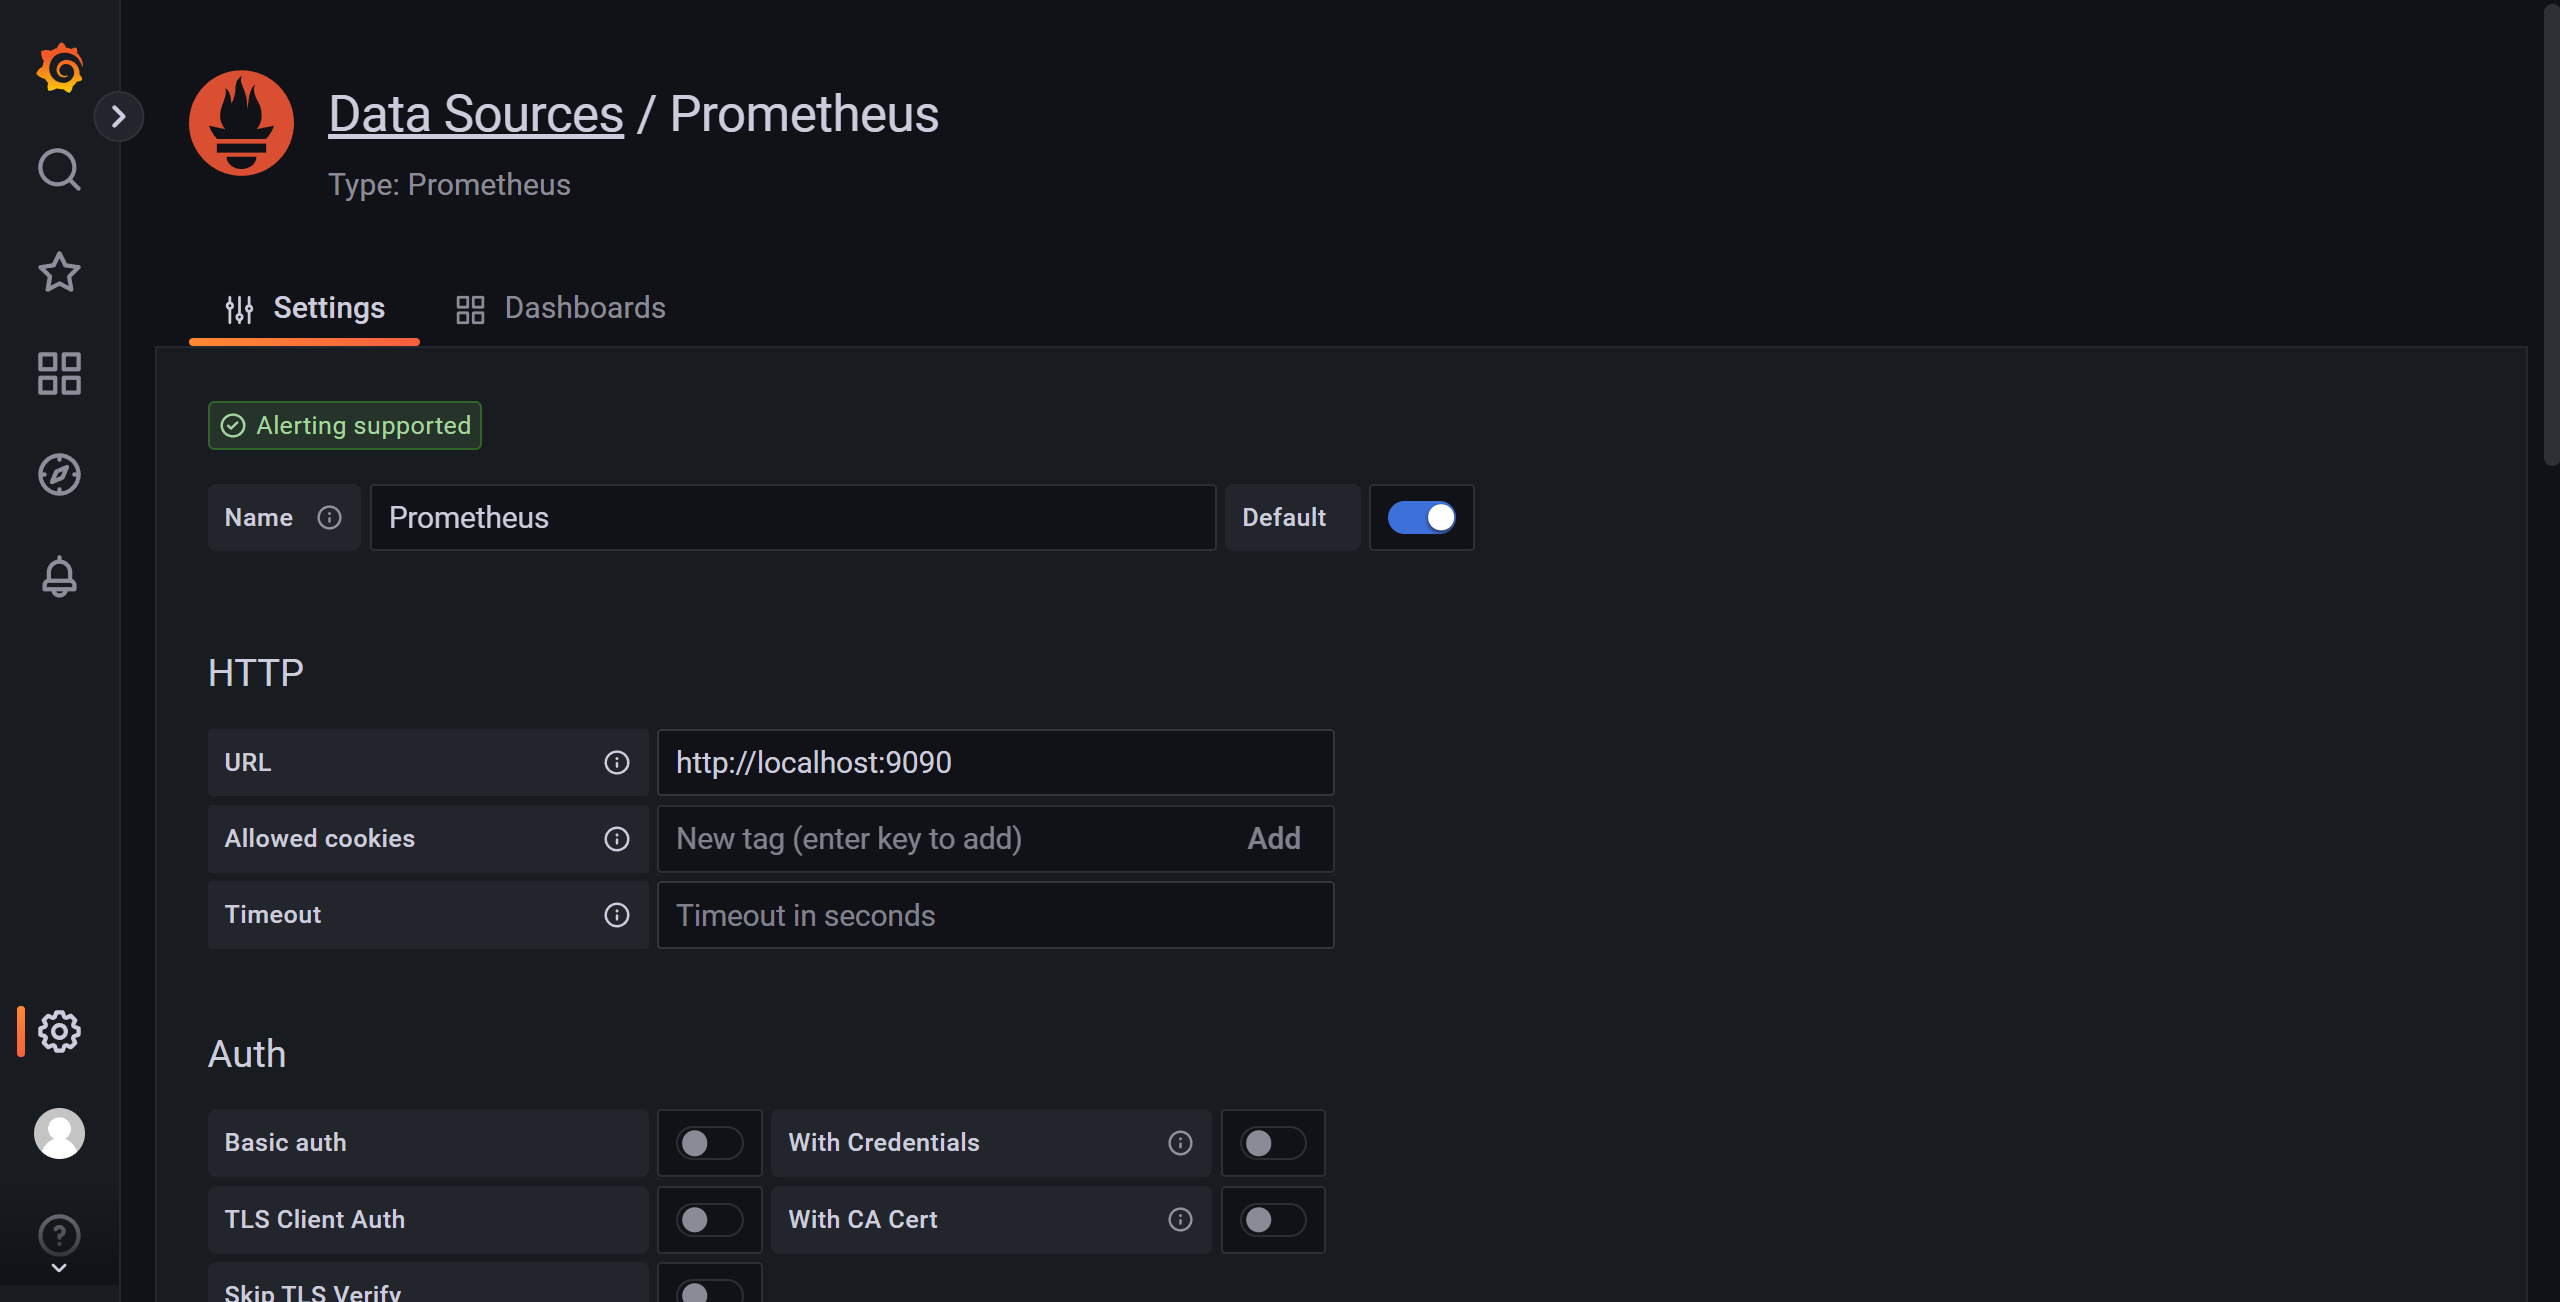 Data Sources / Prometheus
Type: Prometheus
Settings Dashboards
Alerting supported
Name Prometheus Default
HTTP
URL http://localhost:9090
Allowed cookies New tag (enter key to add) Add
Timeout Timeout in seconds
Auth
Basic auth With Credentials
TLS Client Auth With CA Cert
Skip TLS Verify